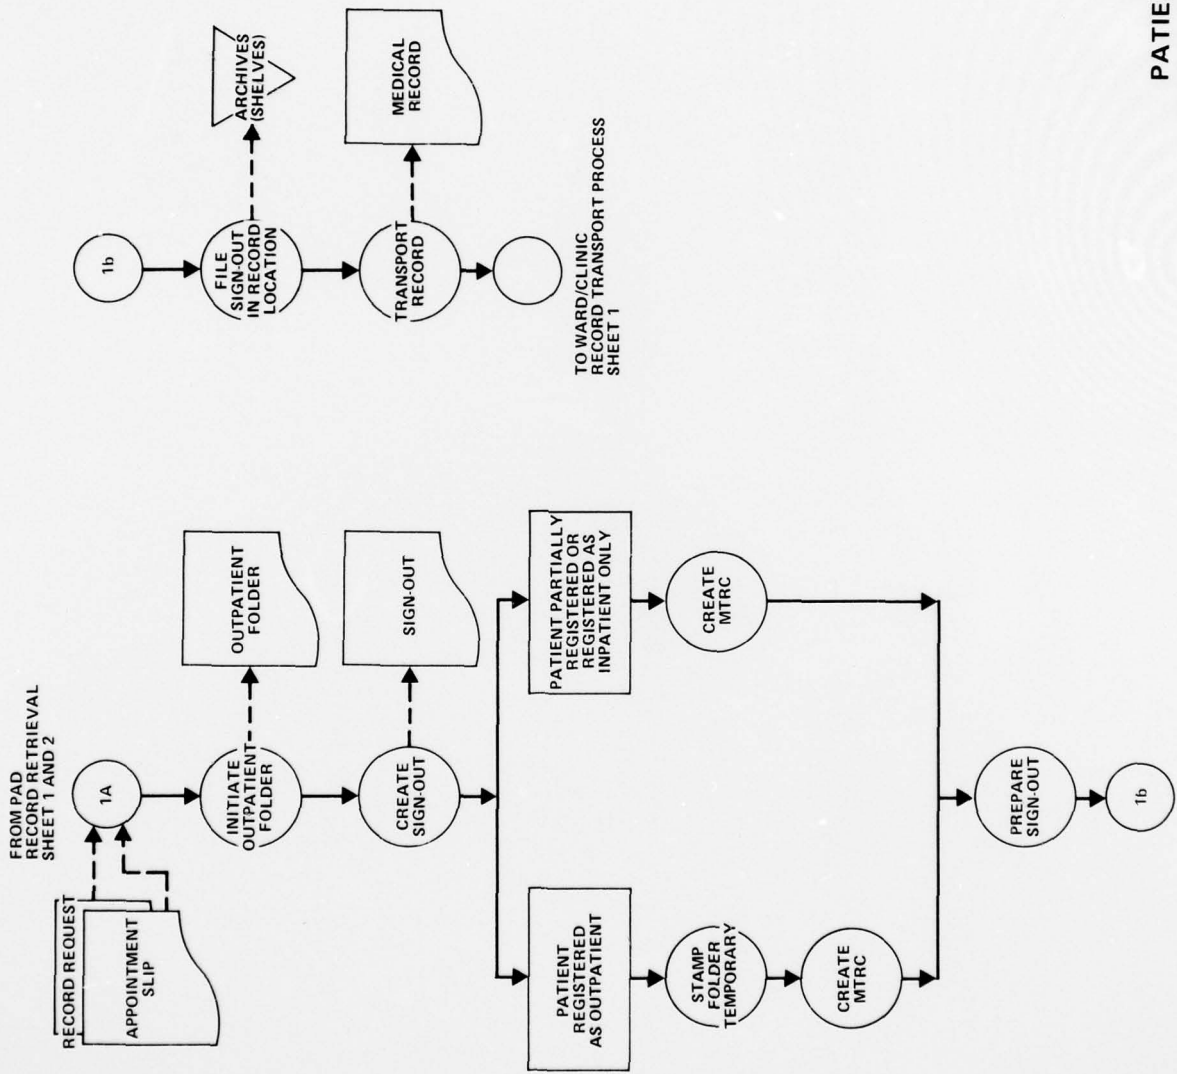 FROM PAD
RECORD RETRIEVAL
SHEET 1 AND 2
RECORD REQUEST
APPOINTMENT
SLIP
1A
INITIATE
OUTPATIENT
FOLDER
OUTPATIENT
FOLDER
CREATE
SIGN-OUT
SIGN-OUT
PATIENT
REGISTERED
AS OUTPATIENT
STAMP
FOLDER
TEMPORARY
CREATE
MTRC
PATIENT PARTIALLY
REGISTERED OR
REGISTERED AS
INPATIENT ONLY
CREATE
MTRC
PREPARE
SIGN-OUT
1b
1b
FILE
SIGN-OUT
IN RECORD
LOCATION
ARCHIVES
(SHELVES)
TRANSPORT
RECORD
MEDICAL
RECORD
TO WARD/CLINIC
RECORD TRANSPORT PROCESS
SHEET 1
PATIE